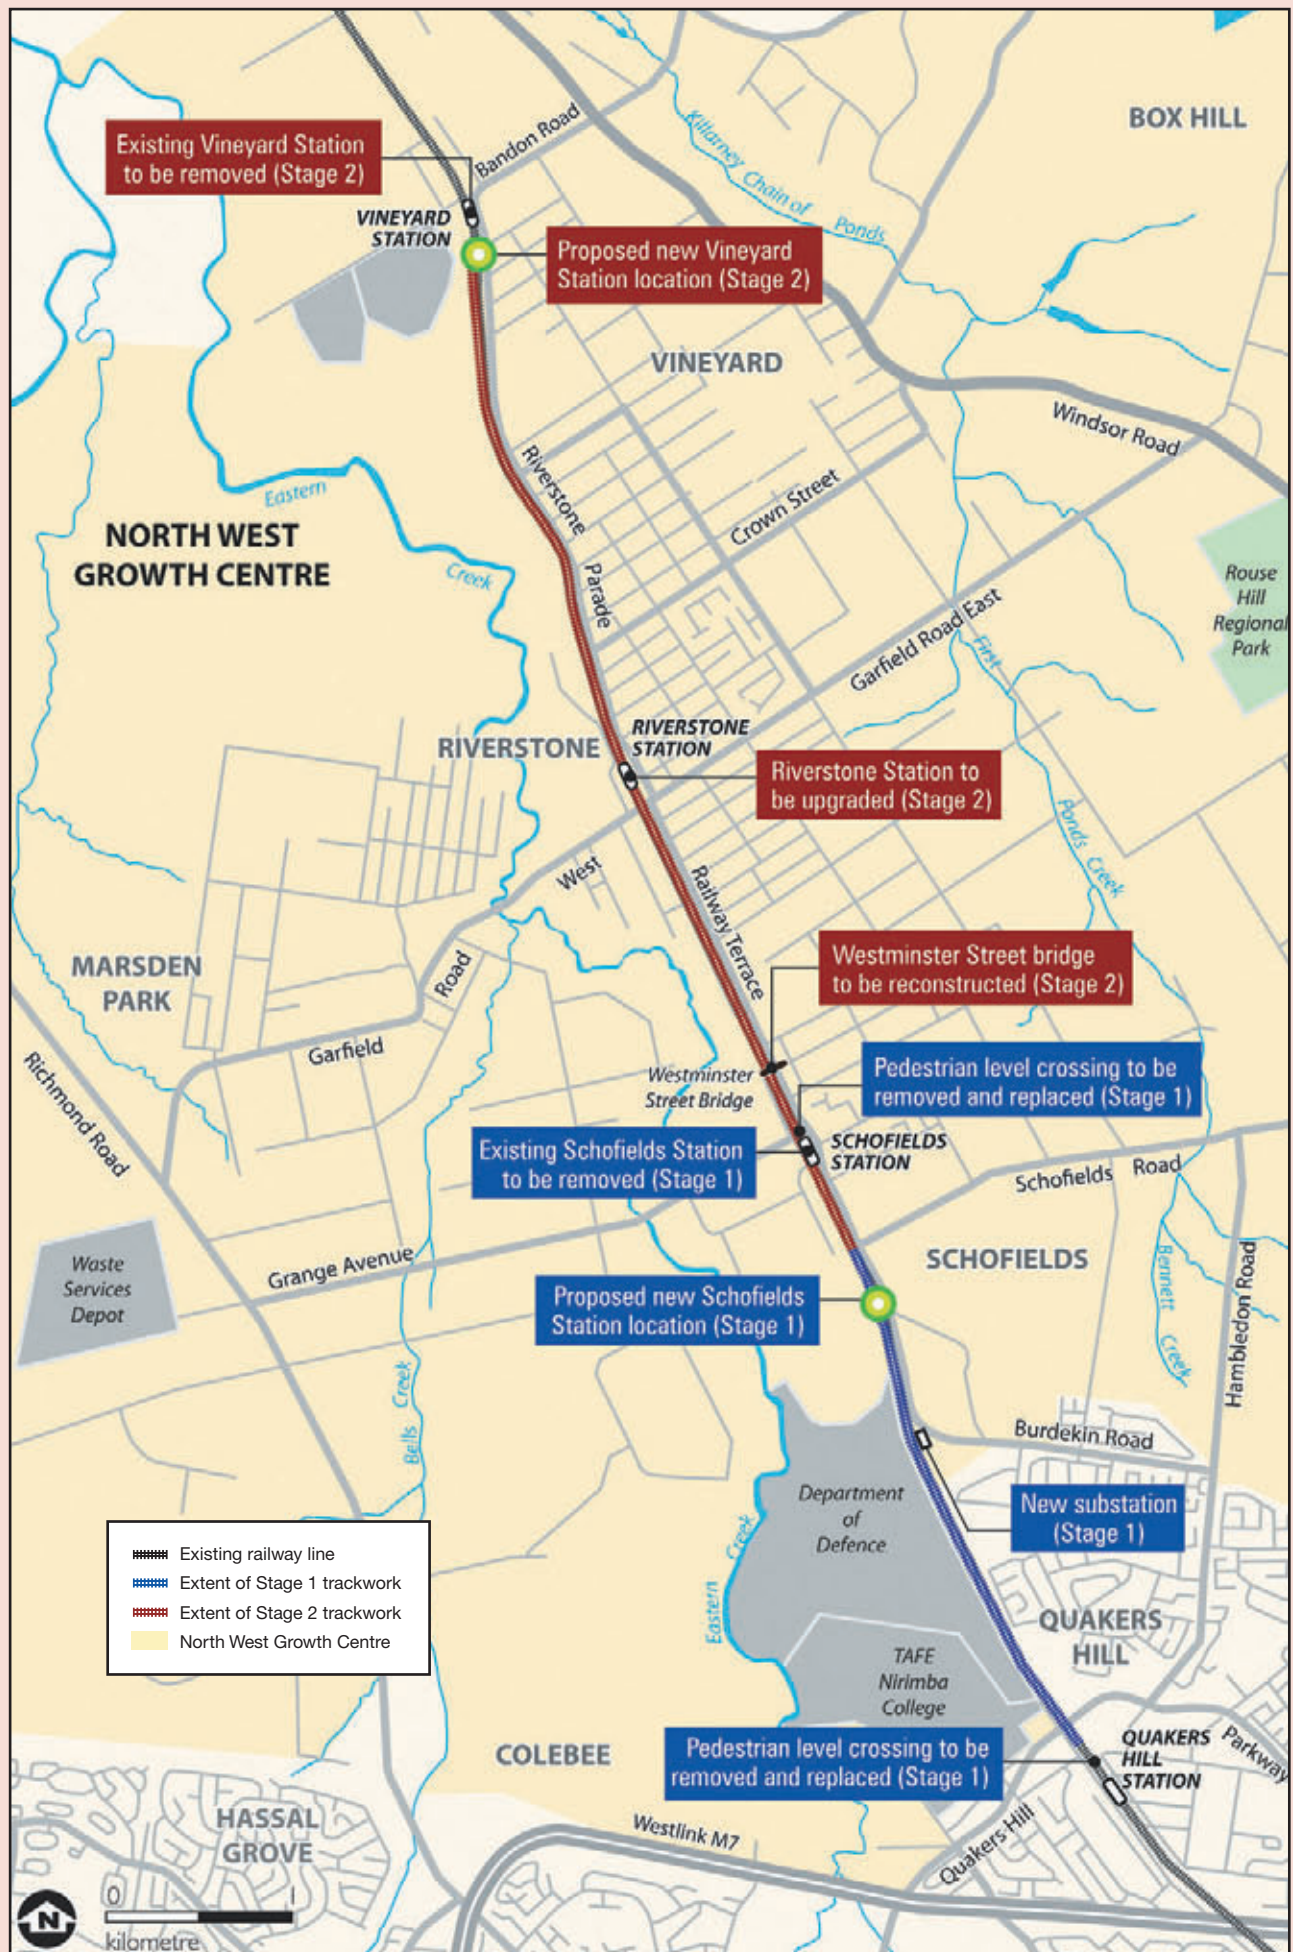 BOX HILL
Killarney Chain of Ponds
Bandon Road
Existing Vineyard Station
to be removed (Stage 2)
VINEYARD
STATION
Proposed new Vineyard
Station location (Stage 2)
VINEYARD
Windsor Road
Riverstone
Parade
Crown Street
Eastern
Creek
NORTH WEST
GROWTH CENTRE
Rouse
Hill
Regional
Park
Garfield Road East
First
Ponds Creek
RIVERSTONE
RIVERSTONE
STATION
Riverstone Station to
be upgraded (Stage 2)
West
Railway Terrace
MARSDEN
PARK
Road
Garfield
Richmond Road
Westminster Street bridge
to be reconstructed (Stage 2)
Westminster
Street Bridge
Pedestrian level crossing to be
removed and replaced (Stage 1)
Existing Schofields Station
to be removed (Stage 1)
SCHOFIELDS
STATION
Schofields Road
Waste
Services
Depot
Grange Avenue
SCHOFIELDS
Bennett
Creek
Hambledon Road
Proposed new Schofields
Station location (Stage 1)
Bells Creek
Burdekin Road
Department
of
Defence
New substation
(Stage 1)
Eastern Creek
Existing railway line
Extent of Stage 1 trackwork
Extent of Stage 2 trackwork
North West Growth Centre
QUAKERS
HILL
TAFE
Nirimba
College
COLEBEE
Pedestrian level crossing to be
removed and replaced (Stage 1)
QUAKERS
HILL
STATION
Parkway
Quakers Hill
HASSAL
GROVE
Westlink M7
N
0 1
kilometre